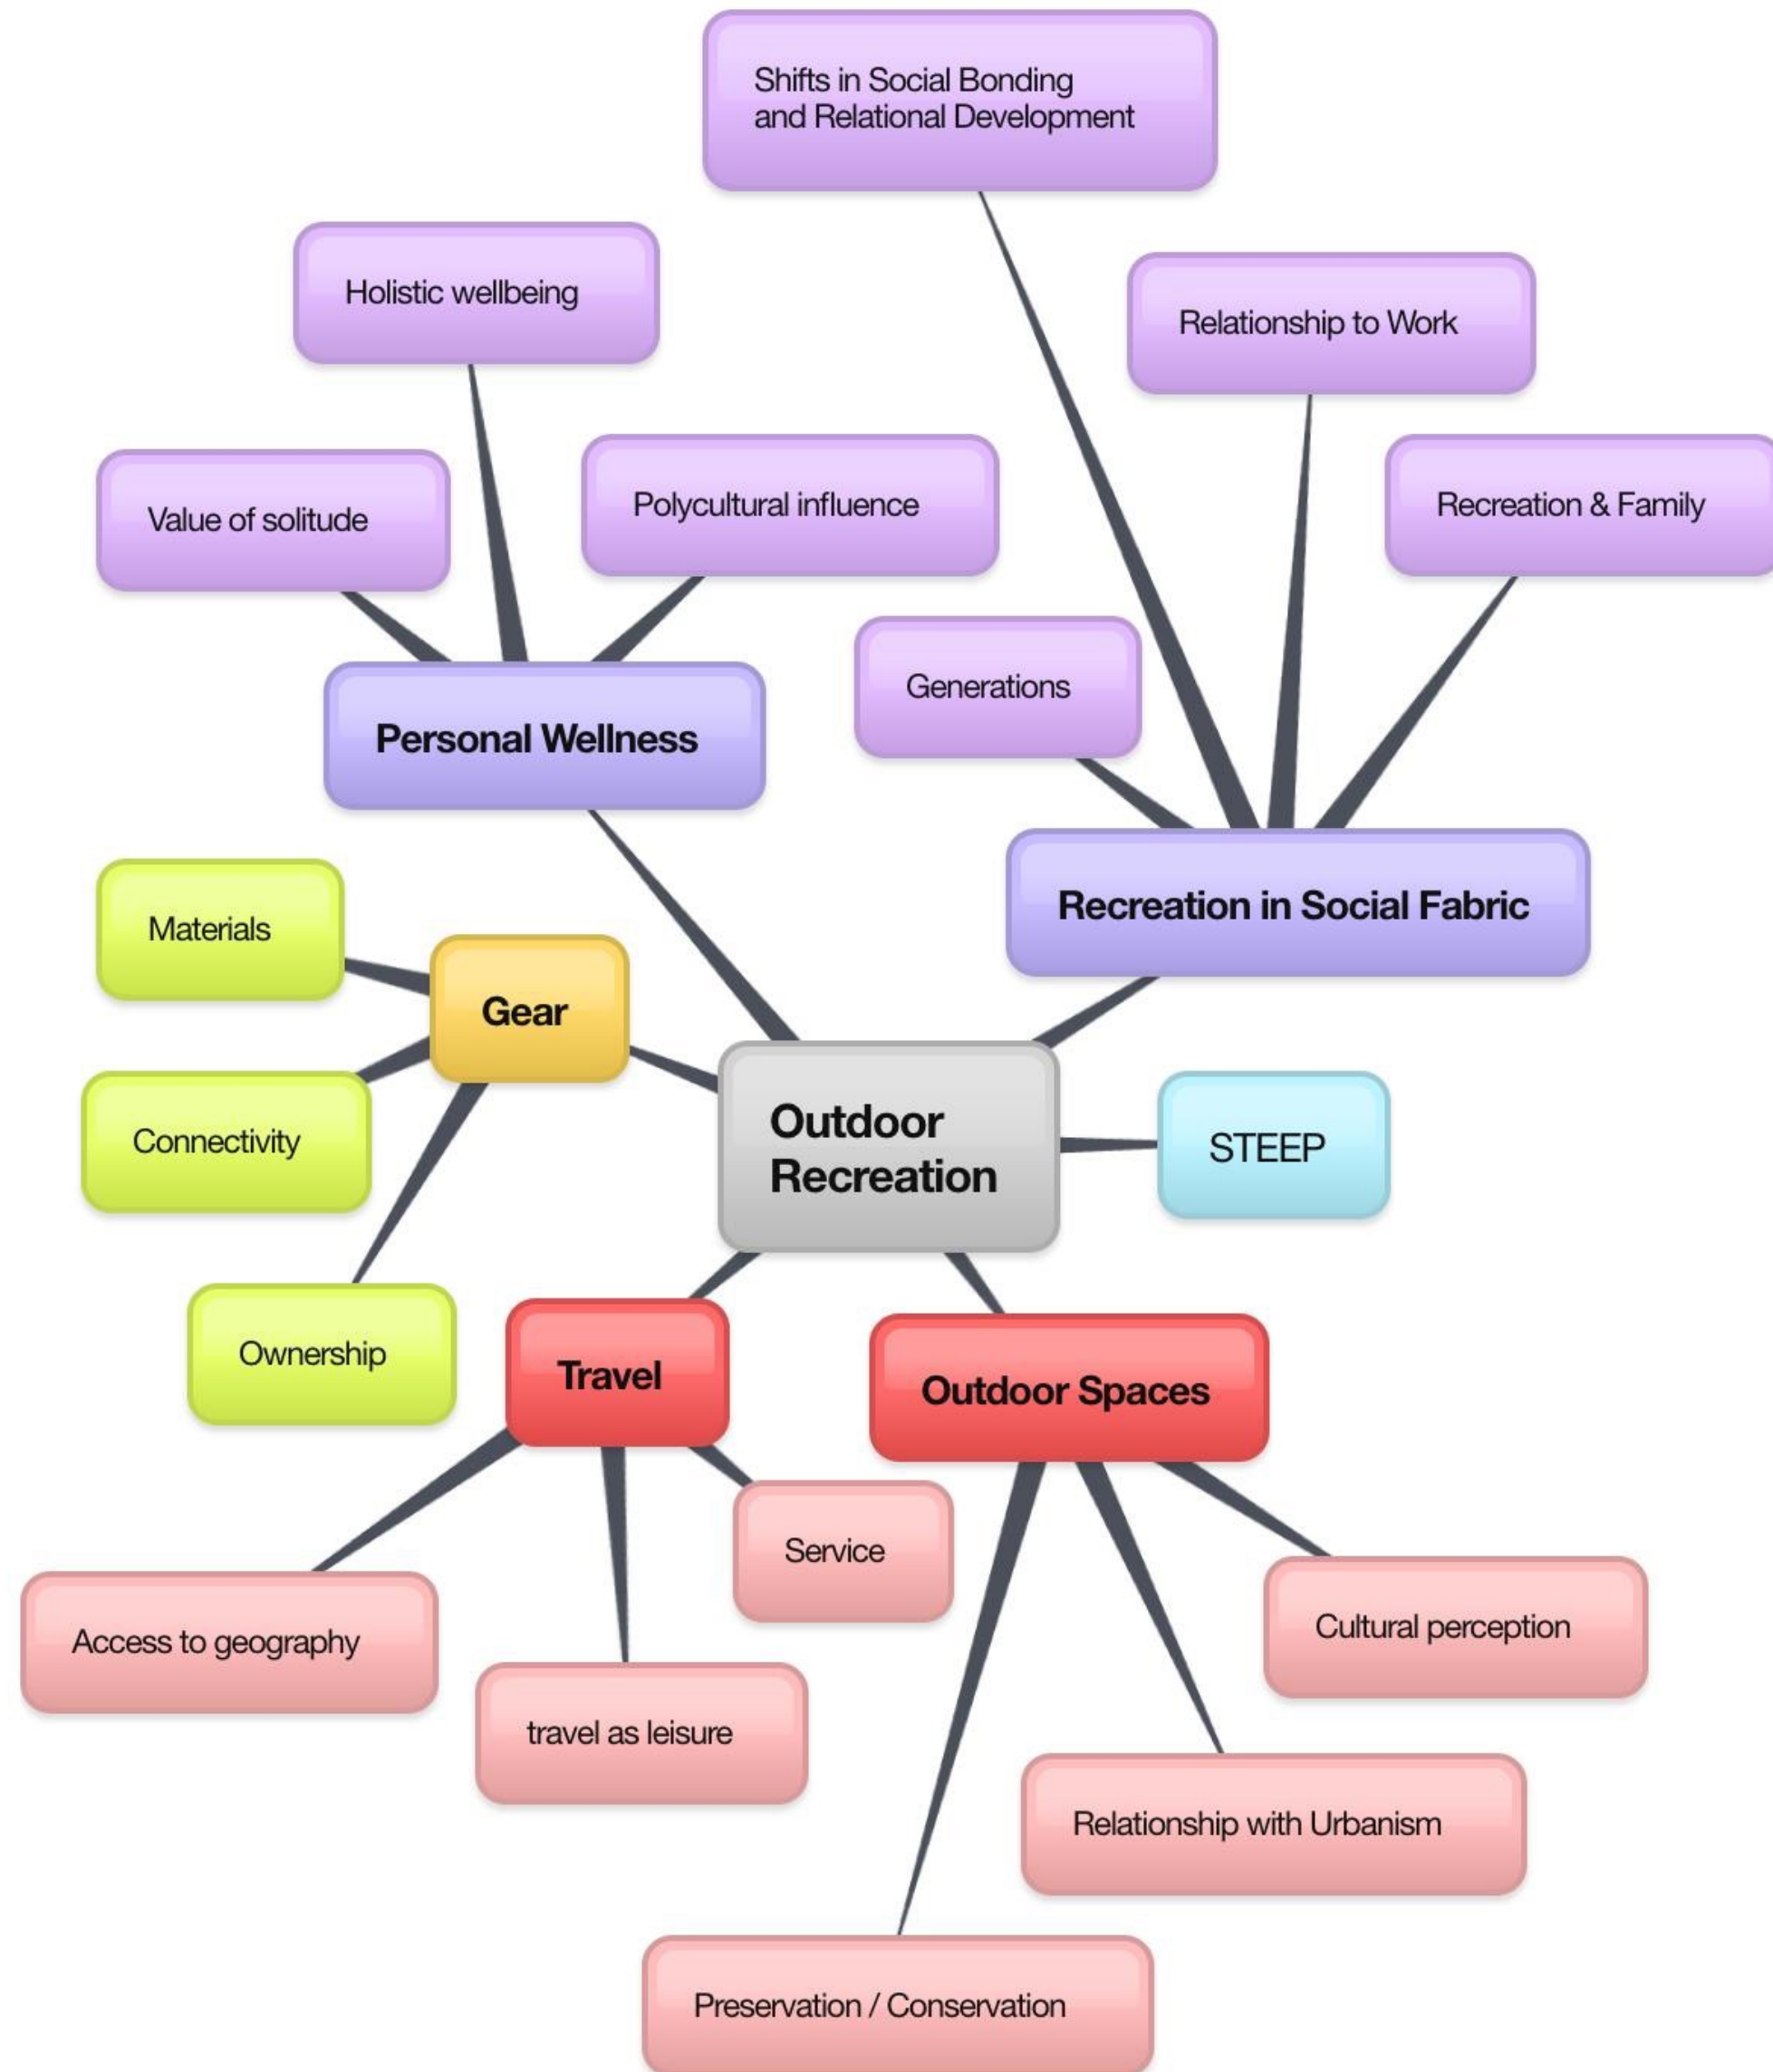 Shifts in Social Bonding
and Relational Development
Holistic wellbeing
Relationship to Work
Value of solitude
Polycultural influence
Recreation & Family
Generations
Personal Wellness
Recreation in Social Fabric
Materials
Gear
Connectivity
Outdoor
Recreation
STEEP
Ownership
Travel
Outdoor Spaces
Service
Access to geography
Cultural perception
travel as leisure
Relationship with Urbanism
Preservation / Conservation